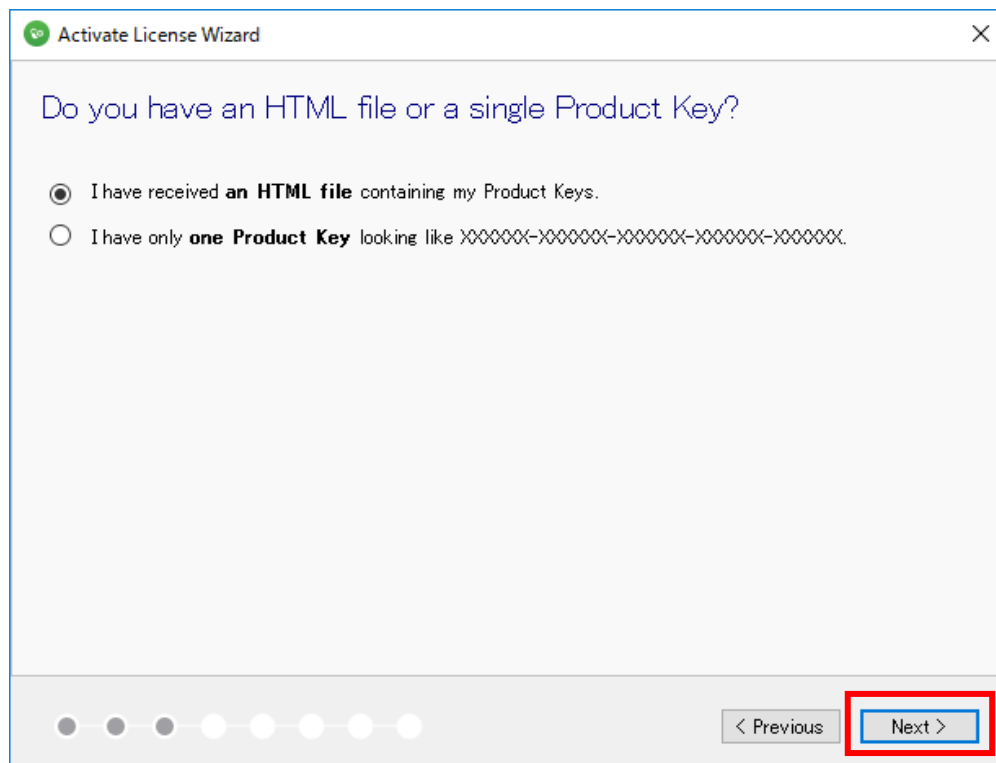 Activate License Wizard
Do you have an HTML file or a single Product Key?
I have received an HTML file containing my Product Keys.
I have only one Product Key looking like XXXXXX-XXXXXX-XXXXXX-XXXXXX-XXXXXX.
< Previous Next >